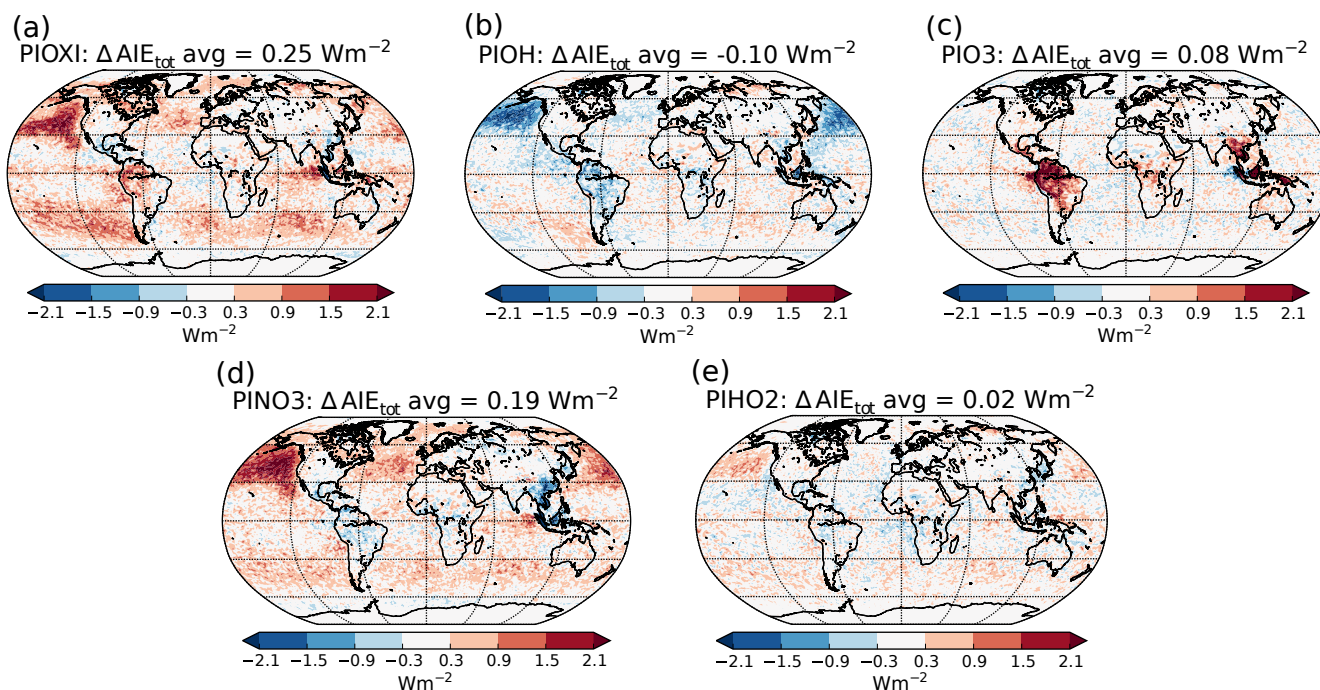 (a)
PIOXI: Δ AIE_tot avg = 0.25 Wm⁻²
−2.1 −1.5 −0.9 −0.3 0.3 0.9 1.5 2.1
Wm⁻²
(b)
PIOH: Δ AIE_tot avg = -0.10 Wm⁻²
−2.1 −1.5 −0.9 −0.3 0.3 0.9 1.5 2.1
Wm⁻²
(c)
PIO3: Δ AIE_tot avg = 0.08 Wm⁻²
−2.1 −1.5 −0.9 −0.3 0.3 0.9 1.5 2.1
Wm⁻²
(d)
PINO3: Δ AIE_tot avg = 0.19 Wm⁻²
−2.1 −1.5 −0.9 −0.3 0.3 0.9 1.5 2.1
Wm⁻²
(e)
PIHO2: Δ AIE_tot avg = 0.02 Wm⁻²
−2.1 −1.5 −0.9 −0.3 0.3 0.9 1.5 2.1
Wm⁻²